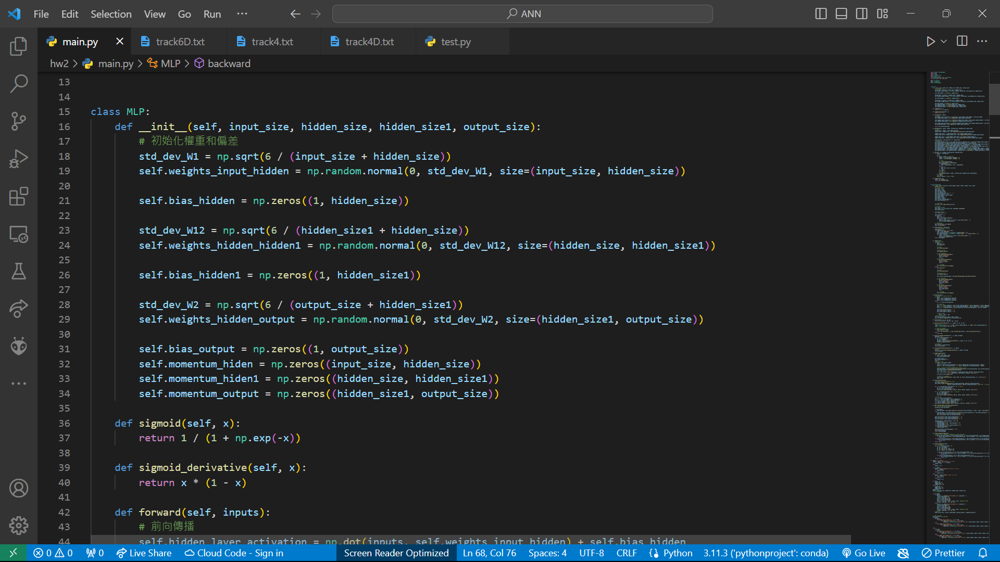 File Edit Selection View Go Run ··· ANN
main.py track6D.txt track4.txt track4D.txt test.py
hw2 > main.py > MLP > backward
13
14
15 class MLP:
16 def __init__(self, input_size, hidden_size, hidden_size1, output_size):
17 # 初始化權重和偏差
18 std_dev_W1 = np.sqrt(6 / (input_size + hidden_size))
19 self.weights_input_hidden = np.random.normal(0, std_dev_W1, size=(input_size, hidden_size))
20
21 self.bias_hidden = np.zeros((1, hidden_size))
22
23 std_dev_W12 = np.sqrt(6 / (hidden_size1 + hidden_size))
24 self.weights_hidden_hidden1 = np.random.normal(0, std_dev_W12, size=(hidden_size, hidden_size1))
25
26 self.bias_hidden1 = np.zeros((1, hidden_size1))
27
28 std_dev_W2 = np.sqrt(6 / (output_size + hidden_size1))
29 self.weights_hidden_output = np.random.normal(0, std_dev_W2, size=(hidden_size1, output_size))
30
31 self.bias_output = np.zeros((1, output_size))
32 self.momentum_hiden = np.zeros((input_size, hidden_size))
33 self.momentum_hiden1 = np.zeros((hidden_size, hidden_size1))
34 self.momentum_output = np.zeros((hidden_size1, output_size))
35
36 def sigmoid(self, x):
37 return 1 / (1 + np.exp(-x))
38
39 def sigmoid_derivative(self, x):
40 return x * (1 - x)
41
42 def forward(self, inputs):
43 # 前向傳播
44 self.hidden_layer_activation = np.dot(inputs, self.weights_input_hidden) + self.bias_hidden
0 0 0 Live Share Cloud Code - Sign in Screen Reader Optimized Ln 68, Col 76 Spaces: 4 UTF-8 CRLF Python 3.11.3 ('pythonproject': conda) Go Live Prettier